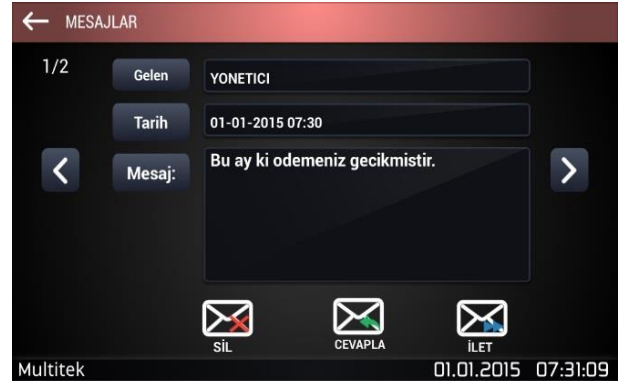 MESAJLAR
1/2
Gelen YONETICI
Tarih 01-01-2015 07:30
Mesaj: Bu ay ki odemeniz gecikmistir.
SİL CEVAPLA İLET
Multitek 01.01.2015 07:31:09